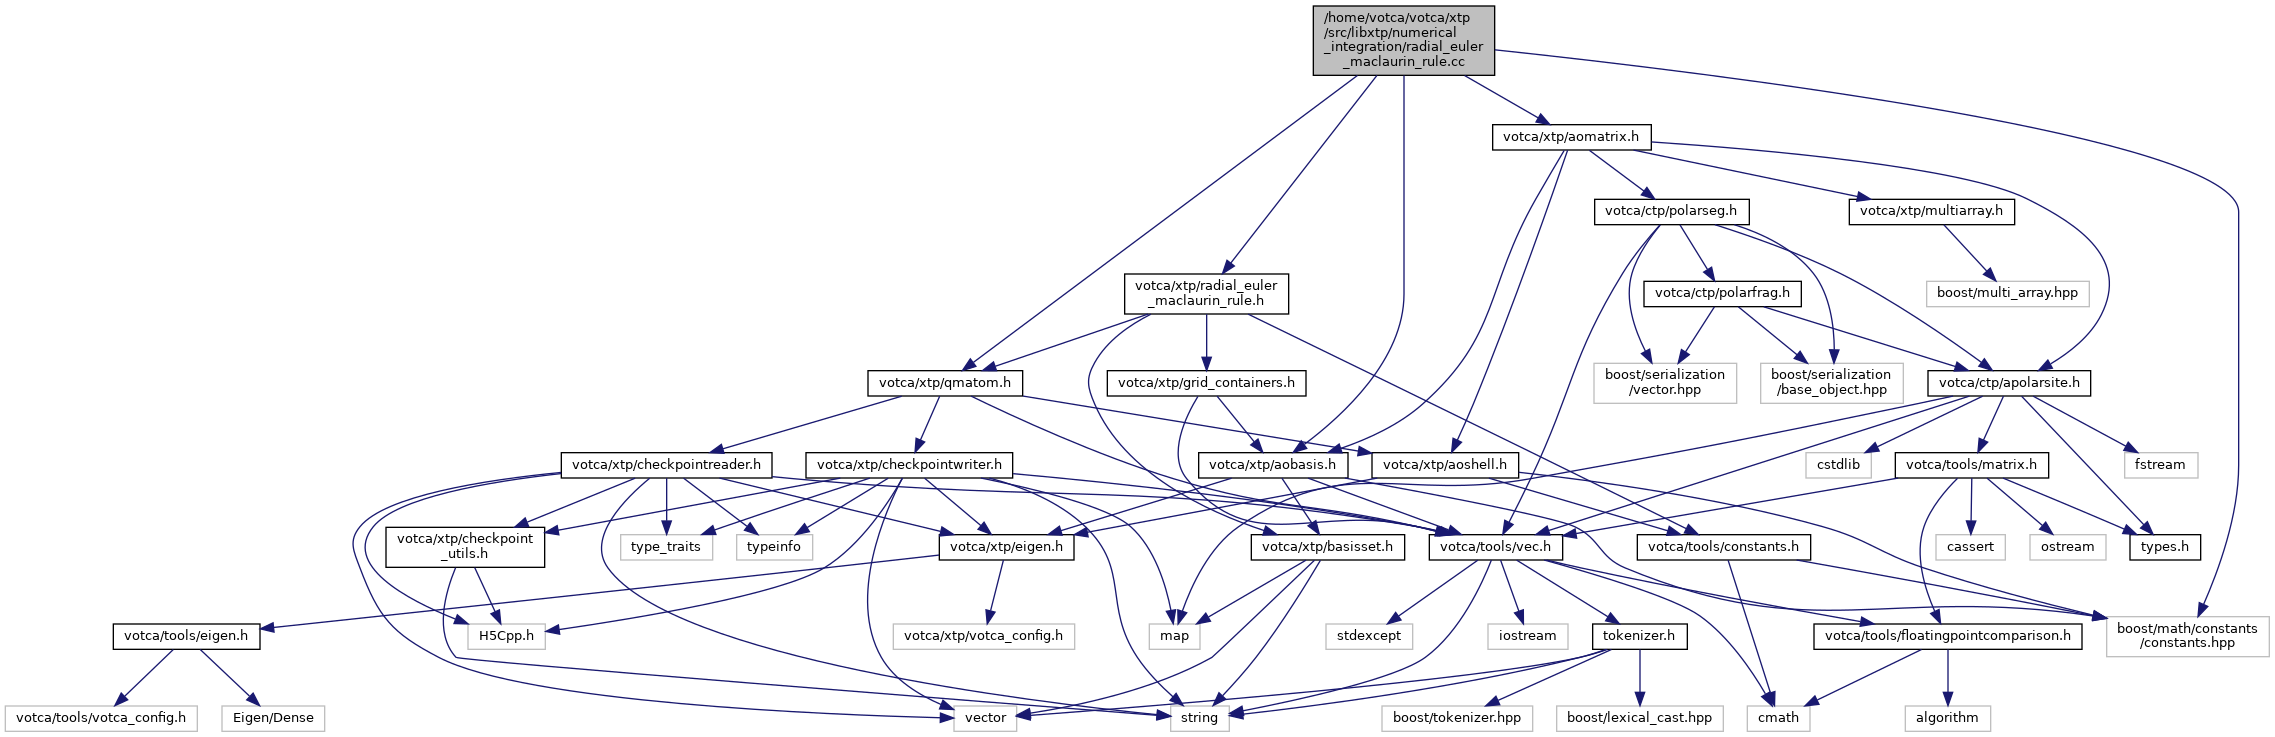 /home/votca/votca/xtp
/src/libxtp/numerical
_integration/radial_euler
_maclaurin_rule.cc
votca/xtp/aomatrix.h
votca/ctp/polarseg.h
votca/xtp/multiarray.h
votca/xtp/radial_euler
_maclaurin_rule.h
votca/ctp/polarfrag.h
boost/multi_array.hpp
votca/xtp/qmatom.h
votca/xtp/grid_containers.h
boost/serialization
/vector.hpp
boost/serialization
/base_object.hpp
votca/ctp/apolarsite.h
votca/xtp/checkpointreader.h
votca/xtp/checkpointwriter.h
votca/xtp/aobasis.h
votca/xtp/aoshell.h
cstdlib
votca/tools/matrix.h
fstream
votca/xtp/checkpoint
_utils.h
type_traits
typeinfo
votca/xtp/eigen.h
votca/xtp/basisset.h
votca/tools/vec.h
votca/tools/constants.h
cassert
ostream
types.h
votca/tools/eigen.h
H5Cpp.h
votca/xtp/votca_config.h
map
stdexcept
iostream
tokenizer.h
votca/tools/floatingpointcomparison.h
boost/math/constants
/constants.hpp
votca/tools/votca_config.h
Eigen/Dense
vector
string
boost/tokenizer.hpp
boost/lexical_cast.hpp
cmath
algorithm